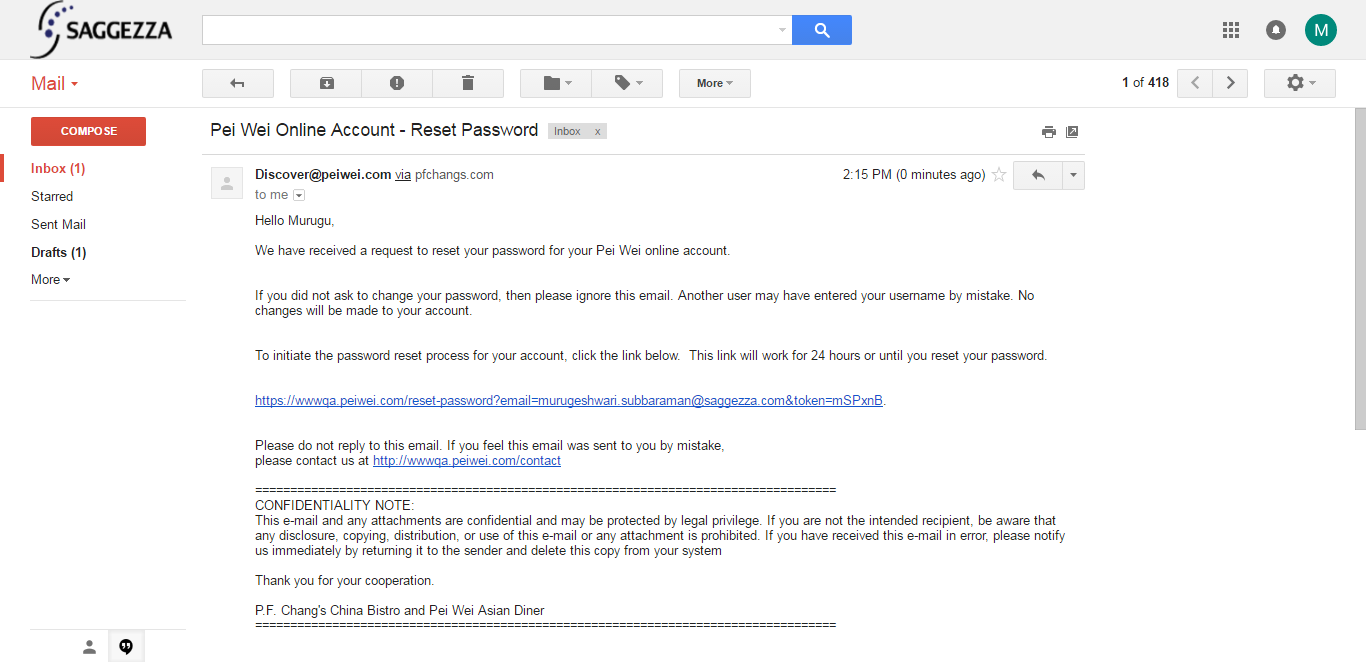 SAGGEZZA
M
Mail
More
1 of 418
COMPOSE
Pei Wei Online Account - Reset Password
Inbox x
Inbox (1)
Starred
Sent Mail
Drafts (1)
More
Discover@peiwei.com via pfchangs.com
2:15 PM (0 minutes ago)
to me
Hello Murugu,
We have received a request to reset your password for your Pei Wei online account.
If you did not ask to change your password, then please ignore this email. Another user may have entered your username by mistake. No
changes will be made to your account.
To initiate the password reset process for your account, click the link below.  This link will work for 24 hours or until you reset your password.
https://wwwqa.peiwei.com/reset-password?email=murugeshwari.subbaraman@saggezza.com&token=mSPxnB.
Please do not reply to this email. If you feel this email was sent to you by mistake,
please contact us at http://wwwqa.peiwei.com/contact
===================================================================================
CONFIDENTIALITY NOTE:
This e-mail and any attachments are confidential and may be protected by legal privilege. If you are not the intended recipient, be aware that
any disclosure, copying, distribution, or use of this e-mail or any attachment is prohibited. If you have received this e-mail in error, please notify
us immediately by returning it to the sender and delete this copy from your system
Thank you for your cooperation.
P.F. Chang's China Bistro and Pei Wei Asian Diner
===================================================================================